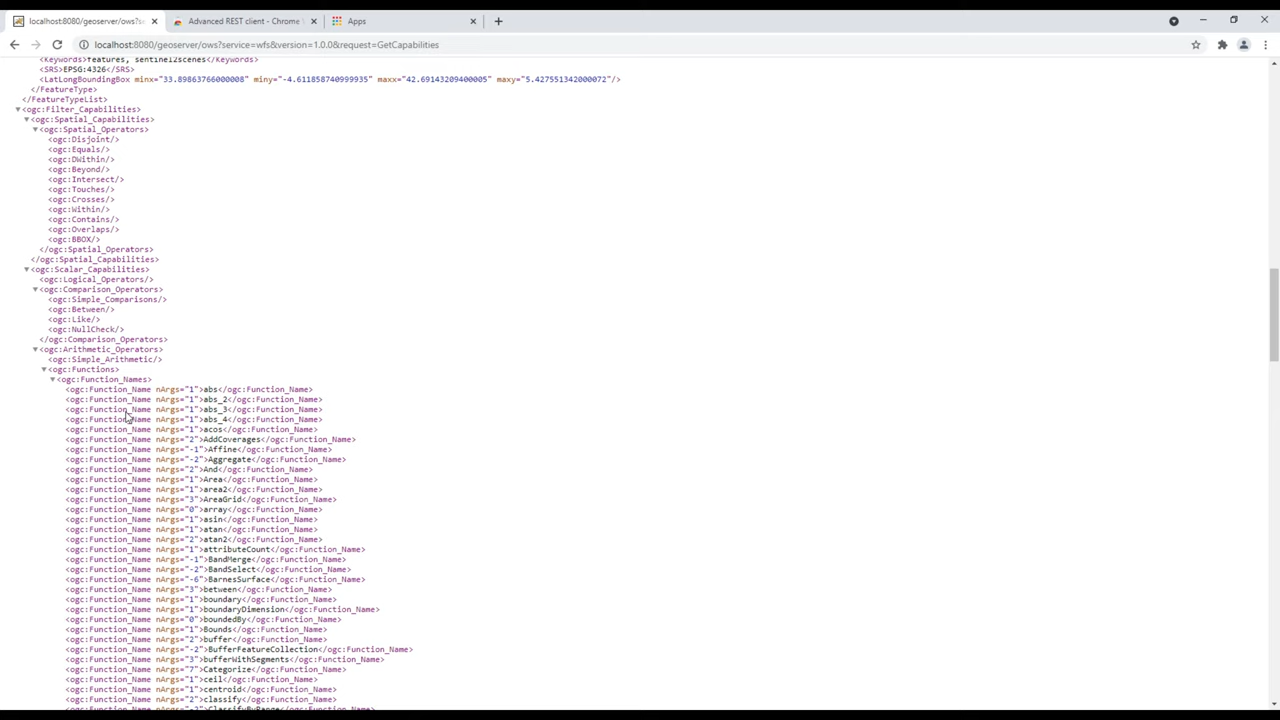 localhost:8080/geoserver/ows?se
Advanced REST client - Chrome
Apps
localhost:8080/geoserver/ows?service=wfs&version=1.0.0&request=GetCapabilities
<Keywords>features, sentinel2scenes</Keywords>
<SRS>EPSG:4326</SRS>
<LatLongBoundingBox minx="33.89863766000008" miny="-4.611858740999935" maxx="42.69143209400005" maxy="5.427551342000072"/>
</FeatureType>
</FeatureTypeList>
<ogc:Filter_Capabilities>
<ogc:Spatial_Capabilities>
<ogc:Spatial_Operators>
<ogc:Disjoint/>
<ogc:Equals/>
<ogc:DWithin/>
<ogc:Beyond/>
<ogc:Intersect/>
<ogc:Touches/>
<ogc:Crosses/>
<ogc:Within/>
<ogc:Contains/>
<ogc:Overlaps/>
<ogc:BBOX/>
</ogc:Spatial_Operators>
</ogc:Spatial_Capabilities>
<ogc:Scalar_Capabilities>
<ogc:Logical_Operators/>
<ogc:Comparison_Operators>
<ogc:Simple_Comparisons/>
<ogc:Between/>
<ogc:Like/>
<ogc:NullCheck/>
</ogc:Comparison_Operators>
<ogc:Arithmetic_Operators>
<ogc:Simple_Arithmetic/>
<ogc:Functions>
<ogc:Function_Names>
<ogc:Function_Name nArgs="1">abs</ogc:Function_Name>
<ogc:Function_Name nArgs="1">abs_2</ogc:Function_Name>
<ogc:Function_Name nArgs="1">abs_3</ogc:Function_Name>
<ogc:Function_Name nArgs="1">abs_4</ogc:Function_Name>
<ogc:Function_Name nArgs="1">acos</ogc:Function_Name>
<ogc:Function_Name nArgs="2">AddCoverages</ogc:Function_Name>
<ogc:Function_Name nArgs="-1">Affine</ogc:Function_Name>
<ogc:Function_Name nArgs="-2">Aggregate</ogc:Function_Name>
<ogc:Function_Name nArgs="2">And</ogc:Function_Name>
<ogc:Function_Name nArgs="1">Area</ogc:Function_Name>
<ogc:Function_Name nArgs="1">area2</ogc:Function_Name>
<ogc:Function_Name nArgs="3">AreaGrid</ogc:Function_Name>
<ogc:Function_Name nArgs="0">array</ogc:Function_Name>
<ogc:Function_Name nArgs="1">asin</ogc:Function_Name>
<ogc:Function_Name nArgs="1">atan</ogc:Function_Name>
<ogc:Function_Name nArgs="2">atan2</ogc:Function_Name>
<ogc:Function_Name nArgs="1">attributeCount</ogc:Function_Name>
<ogc:Function_Name nArgs="-1">BandMerge</ogc:Function_Name>
<ogc:Function_Name nArgs="-2">BandSelect</ogc:Function_Name>
<ogc:Function_Name nArgs="-6">BarnesSurface</ogc:Function_Name>
<ogc:Function_Name nArgs="3">between</ogc:Function_Name>
<ogc:Function_Name nArgs="1">boundary</ogc:Function_Name>
<ogc:Function_Name nArgs="1">boundaryDimension</ogc:Function_Name>
<ogc:Function_Name nArgs="0">boundedBy</ogc:Function_Name>
<ogc:Function_Name nArgs="1">Bounds</ogc:Function_Name>
<ogc:Function_Name nArgs="2">buffer</ogc:Function_Name>
<ogc:Function_Name nArgs="-2">BufferFeatureCollection</ogc:Function_Name>
<ogc:Function_Name nArgs="3">bufferWithSegments</ogc:Function_Name>
<ogc:Function_Name nArgs="7">Categorize</ogc:Function_Name>
<ogc:Function_Name nArgs="1">ceil</ogc:Function_Name>
<ogc:Function_Name nArgs="1">centroid</ogc:Function_Name>
<ogc:Function_Name nArgs="2">classify</ogc:Function_Name>
<ogc:Function_Name nArgs="-2">ClassifyByRange</ogc:Function_Name>